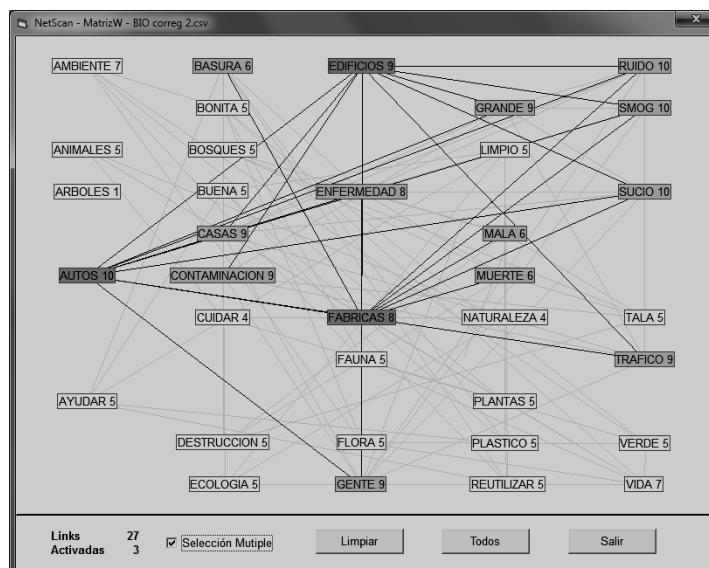 NetScan - MatrizW - BIO correg 2.csv
AMBIENTE 7 BASURA 6 EDIFICIOS 9 RUIDO 10
BONITA 5 GRANDE 9 SMOG 10
ANIMALES 5 BOSQUES 5 LIMPIO 5
ARBOLES 1 BUENA 5 ENFERMEDAD 8 SUCIO 10
CASAS 9 MALA 6
AUTOS 10 CONTAMINACION 9 MUERTE 6
CUIDAR 4 FABRICAS 8 NATURALEZA 4 TALA 5
FAUNA 5 TRAFICO 9
AYUDAR 5 PLANTAS 5
DESTRUCCION 5 FLORA 5 PLASTICO 5 VERDE 5
ECOLOGIA 5 GENTE 9 REUTILIZAR 5 VIDA 7
Links 27
Activadas 3
Selección Mutiple
Limpiar
Todos
Salir